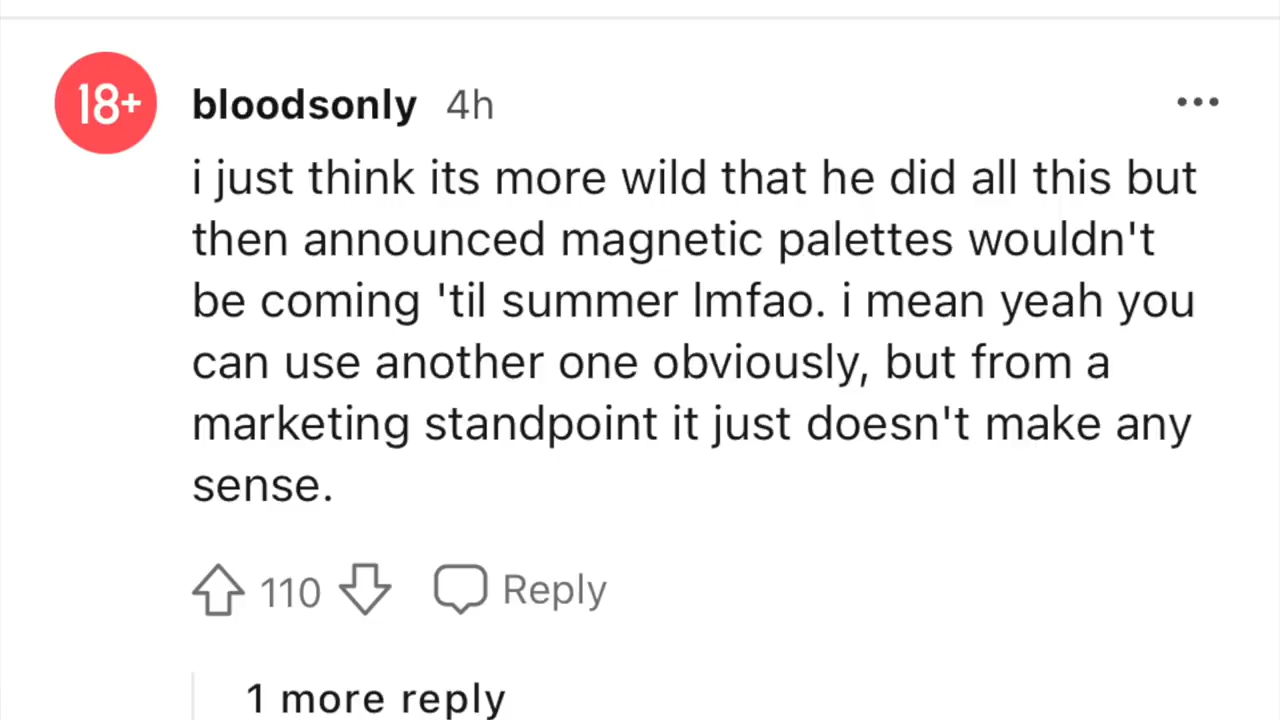 18+
bloodsonly 4h
i just think its more wild that he did all this but
then announced magnetic palettes wouldn't
be coming 'til summer lmfao. i mean yeah you
can use another one obviously, but from a
marketing standpoint it just doesn't make any
sense.
110 Reply
1 more reply